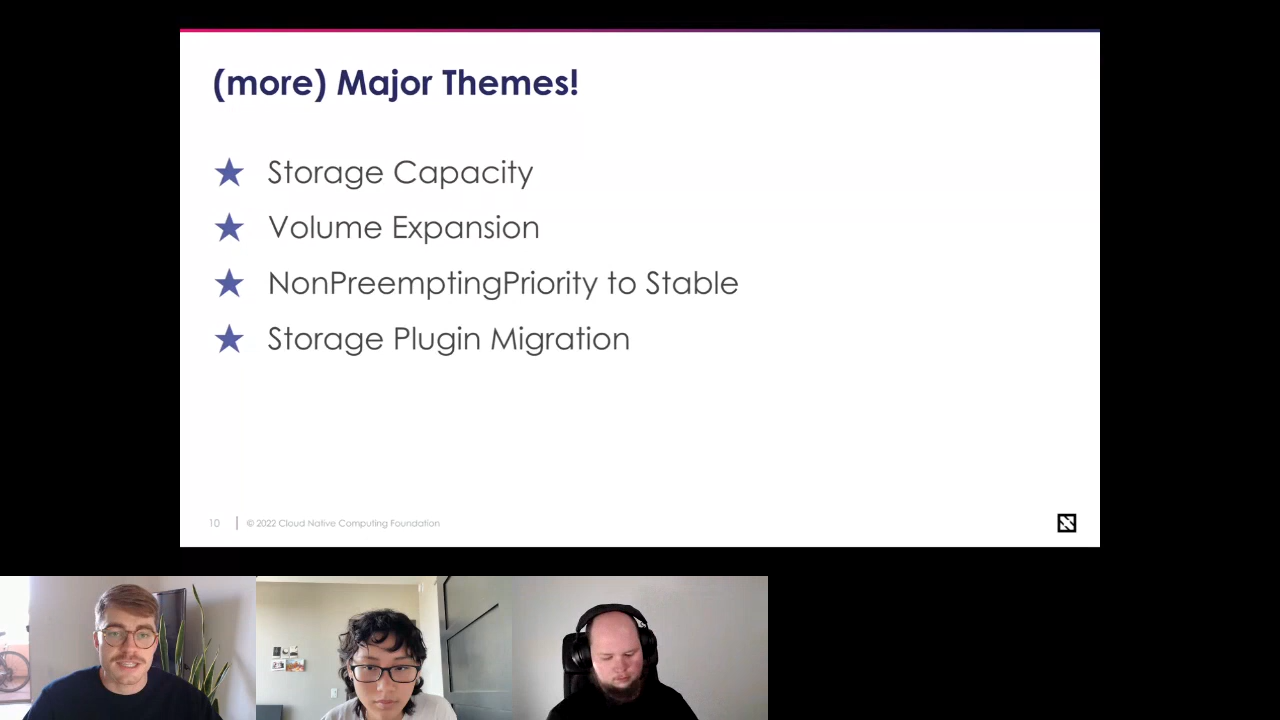 (more) Major Themes!
Storage Capacity
Volume Expansion
NonPreemptingPriority to Stable
Storage Plugin Migration
10
© 2022 Cloud Native Computing Foundation